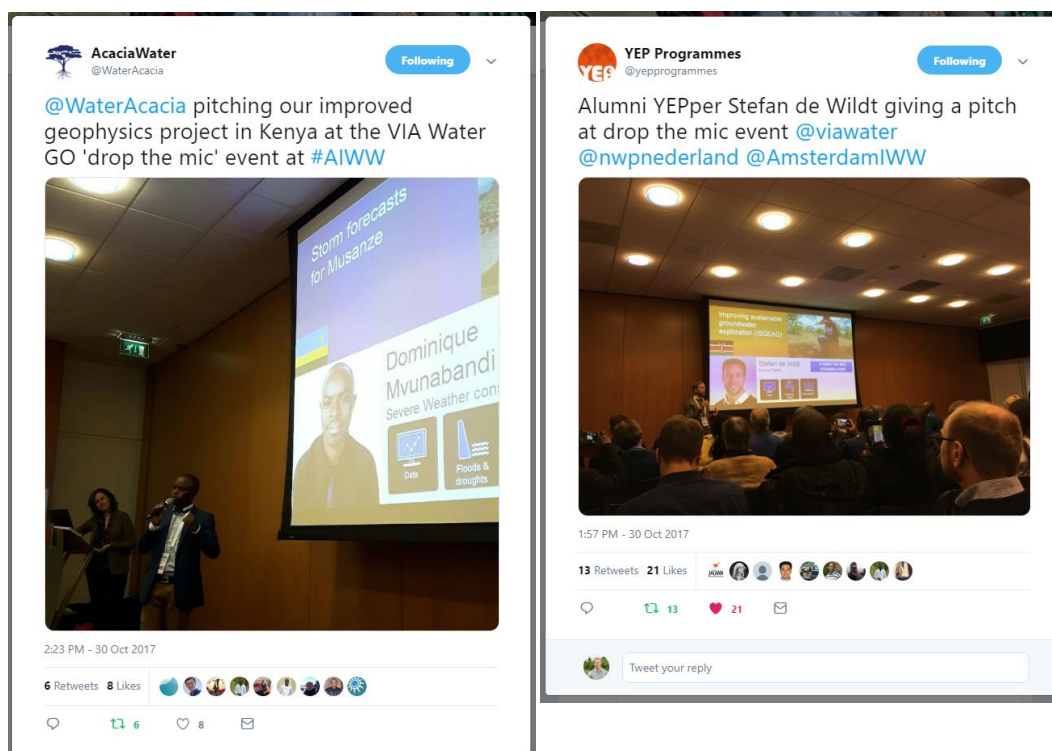 AcaciaWater
@WaterAcacia
Following
@WaterAcacia pitching our improved
geophysics project in Kenya at the VIA Water
GO 'drop the mic' event at #AIWW
Storm forecasts
for Musanze
Dominique
Mvunabandi
Severe Weather cons
Data
Floods &
droughts
2:23 PM - 30 Oct 2017
6 Retweets 8 Likes
6 8
YEP
YEP Programmes
@yepprogrammes
Following
Alumni YEPper Stefan de Wildt giving a pitch
at drop the mic event @viawater
@nwpnederland @AmsterdamIWW
Improving sustainable
groundwater
exploration (ISGEAG)
Stefan de Wildt
1:57 PM - 30 Oct 2017
13 Retweets 21 Likes
13 21
Tweet your reply